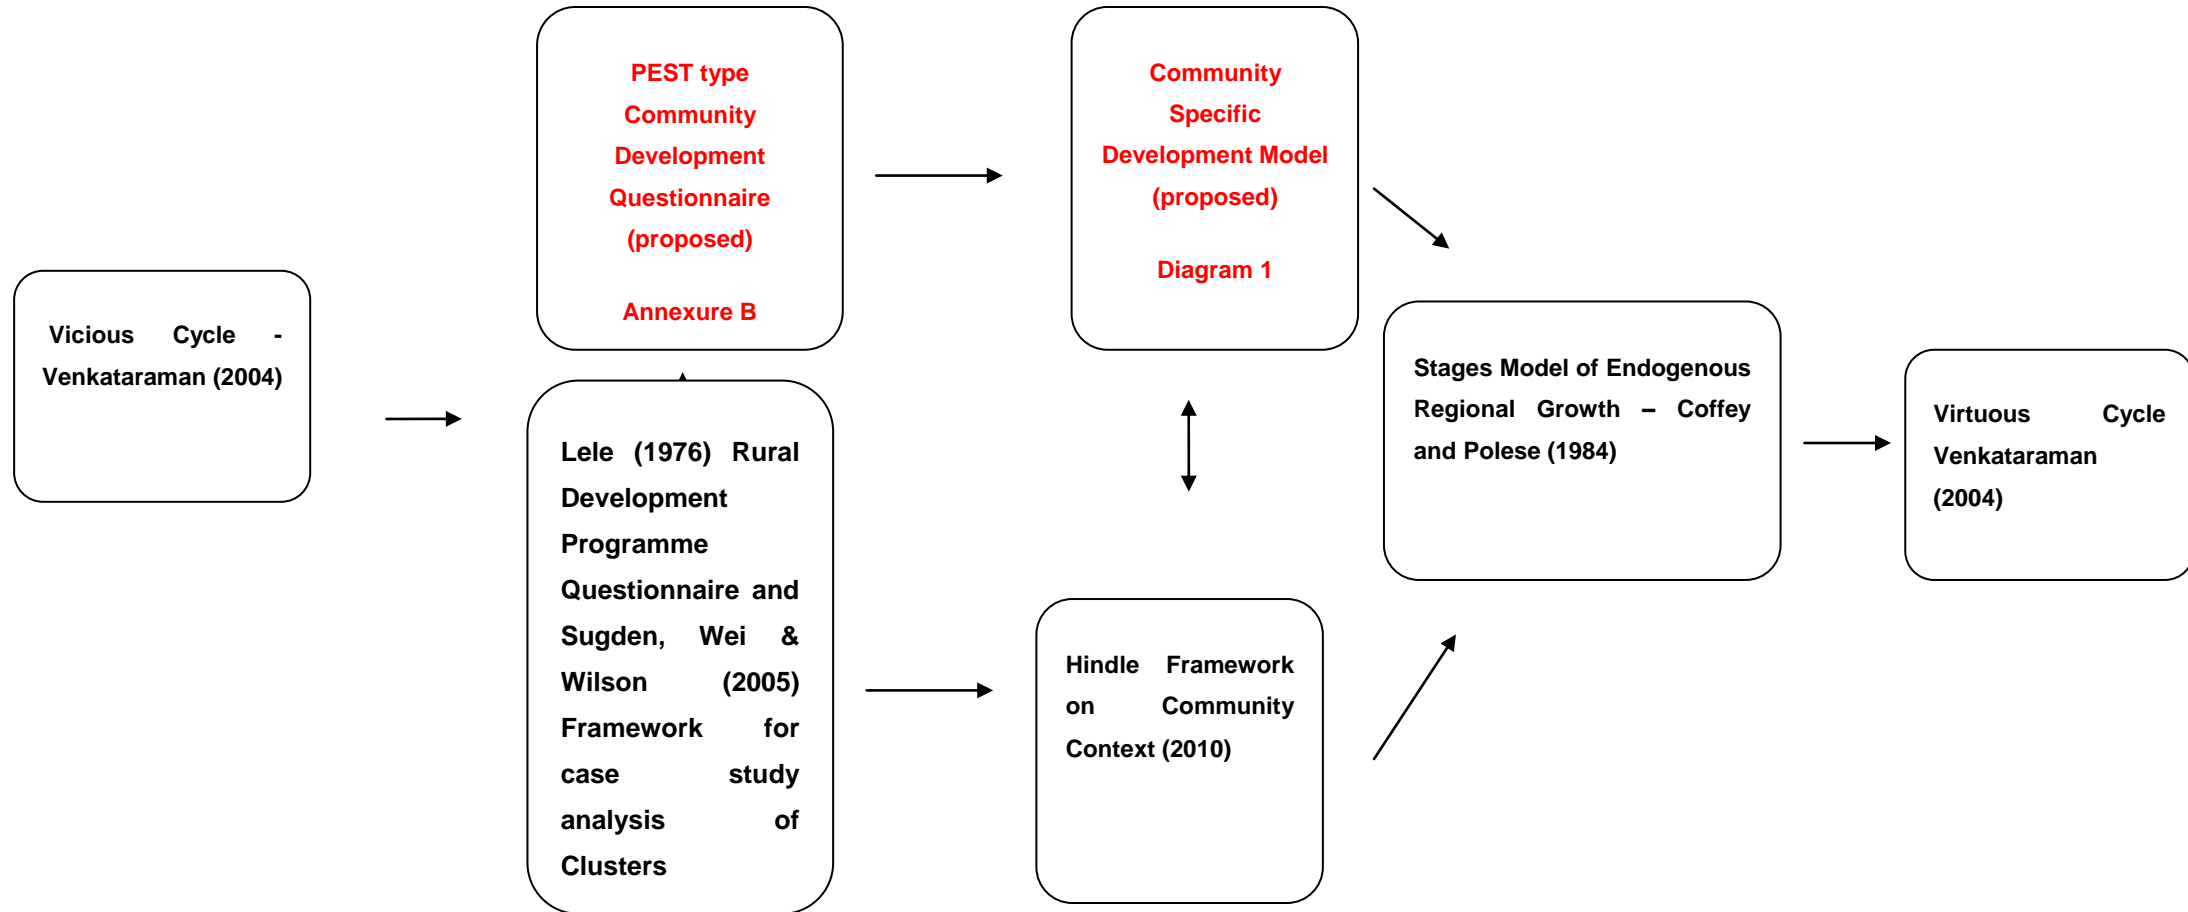 PEST type
Community
Development
Questionnaire
(proposed)
Annexure B
Community
Specific
Development Model
(proposed)
Diagram 1
Vicious Cycle -
Venkataraman (2004)
Lele (1976) Rural
Development
Programme
Questionnaire and
Sugden, Wei &
Wilson (2005)
Framework for
case study
analysis of
Clusters
Hindle Framework
on Community
Context (2010)
Stages Model of Endogenous
Regional Growth – Coffey
and Polese (1984)
Virtuous Cycle
Venkataraman
(2004)